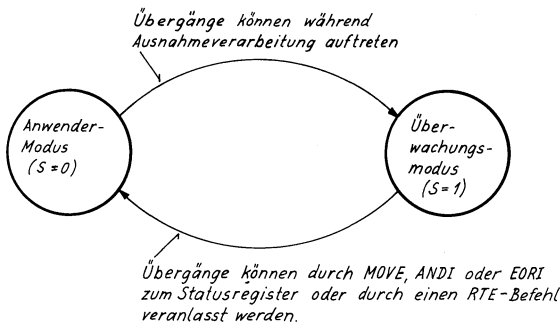 Übergänge können während
Ausnahmeverarbeitung auftreten
Anwender-
Modus
(S=0)
Über-
wachungs-
modus
(S=1)
Übergänge können durch MOVE, ANDI oder EORI
zum Statusregister oder durch einen RTE-Befehl
veranlasst werden.